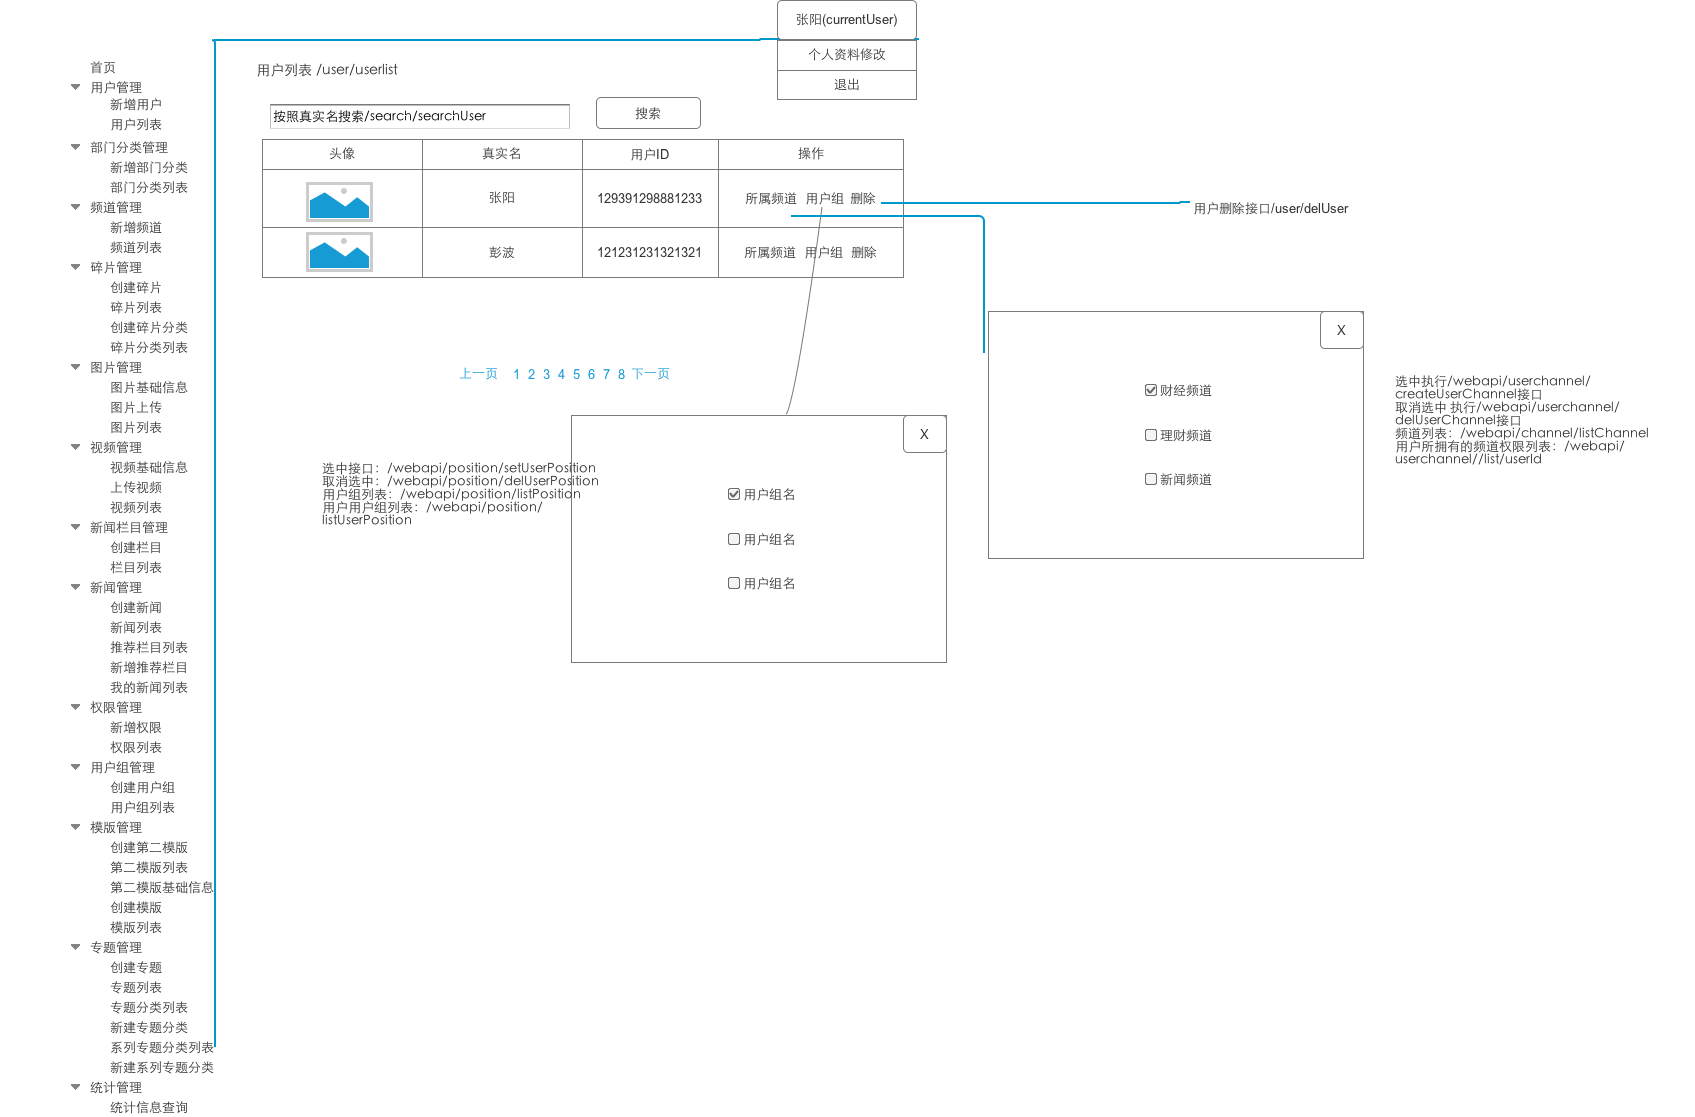 张阳(currentUser)
个人资料修改
退出
首页
用户管理
新增用户
用户列表
部门分类管理
新增部门分类
部门分类列表
频道管理
新增频道
频道列表
碎片管理
创建碎片
碎片列表
创建碎片分类
碎片分类列表
图片管理
图片基础信息
图片上传
图片列表
视频管理
视频基础信息
上传视频
视频列表
新闻栏目管理
创建栏目
栏目列表
新闻管理
创建新闻
新闻列表
推荐栏目列表
新增推荐栏目
我的新闻列表
权限管理
新增权限
权限列表
用户组管理
创建用户组
用户组列表
模版管理
创建第二模版
第二模版列表
第二模版基础信息
创建模版
模版列表
专题管理
创建专题
专题列表
专题分类列表
新建专题分类
系列专题分类列表
新建系列专题分类
统计管理
统计信息查询
用户列表 /user/userlist
按照真实名搜索/search/searchUser
搜索
头像 真实名 用户ID 操作
张阳 129391298881233 所属频道 用户组 删除
彭波 121231231321321 所属频道 用户组 删除
用户删除接口/user/delUser
上一页 1 2 3 4 5 6 7 8 下一页
选中接口：/webapi/position/setUserPosition
取消选中：/webapi/position/delUserPosition
用户组列表：/webapi/position/listPosition
用户用户组列表：/webapi/position/
listUserPosition
X
用户组名
用户组名
用户组名
X
财经频道
理财频道
新闻频道
选中执行/webapi/userchannel/
createUserChannel接口
取消选中 执行/webapi/userchannel/
delUserChannel接口
频道列表：/webapi/channel/listChannel
用户所拥有的频道权限列表：/webapi/
userchannel//list/userId